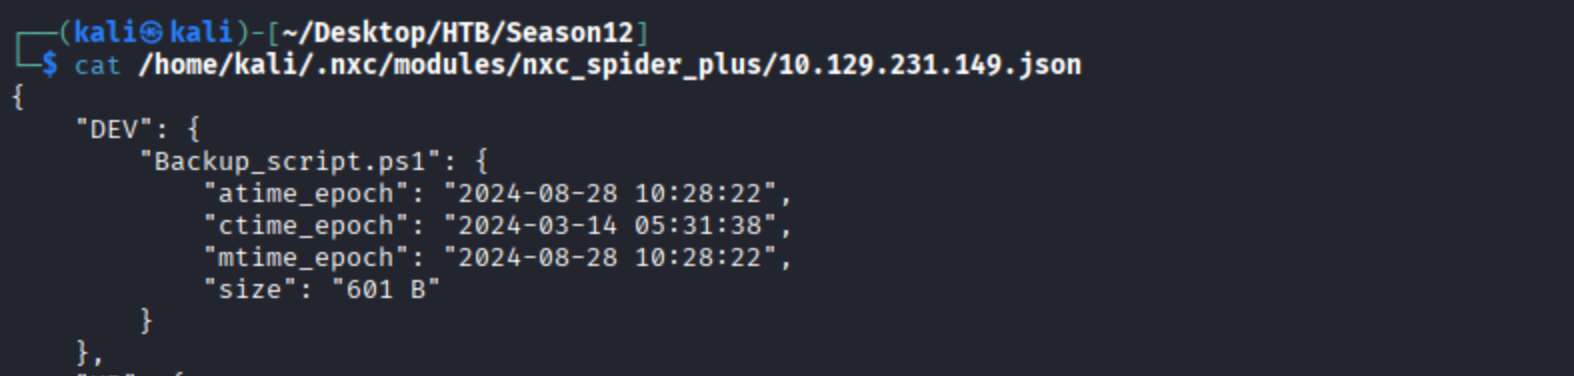 ┌──(kali㉿kali)-[~/Desktop/HTB/Season12]
└─$ cat /home/kali/.nxc/modules/nxc_spider_plus/10.129.231.149.json
{
    "DEV": {
        "Backup_script.ps1": {
            "atime_epoch": "2024-08-28 10:28:22",
            "ctime_epoch": "2024-03-14 05:31:38",
            "mtime_epoch": "2024-08-28 10:28:22",
            "size": "601 B"
        }
    },